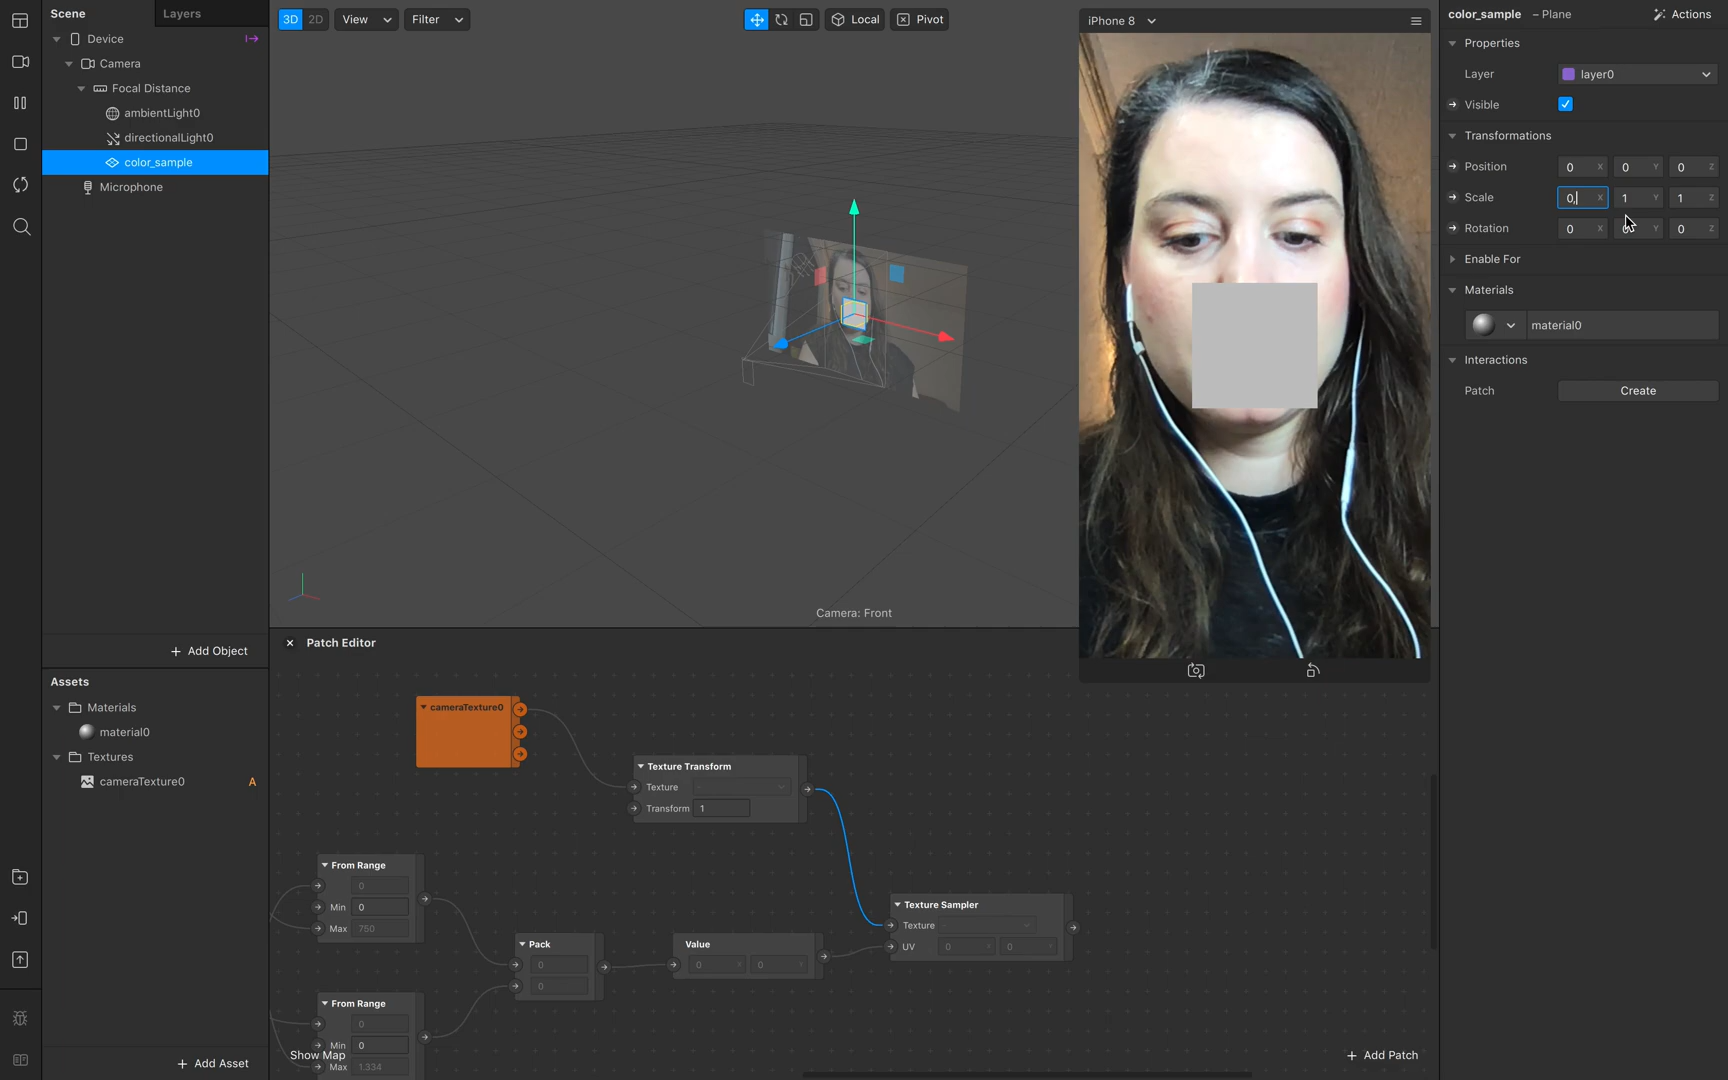 Scene
Layers
Device
Camera
Focal Distance
ambientLight0
directionalLight0
color_sample
Microphone
+ Add Object
Assets
Materials
material0
Textures
cameraTexture0 A
+ Add Asset
3D 2D View Filter
Local Pivot
Camera: Front
iPhone 8
Patch Editor
cameraTexture0
Texture Transform
Texture
Transform 1
From Range
0
Min 0
Max 750
Pack
0
0
Value
0 X 0 Y
Texture Sampler
Texture
UV 0 X 0 Y
From Range
0
Min 0
Max 1.334
Show Map
+ Add Patch
color_sample – Plane Actions
Properties
Layer layer0
Visible
Transformations
Position 0 X 0 Y 0 Z
Scale 0, X 1 Y 1 Z
Rotation 0 X 0 Y 0 Z
Enable For
Materials
material0
Interactions
Patch Create